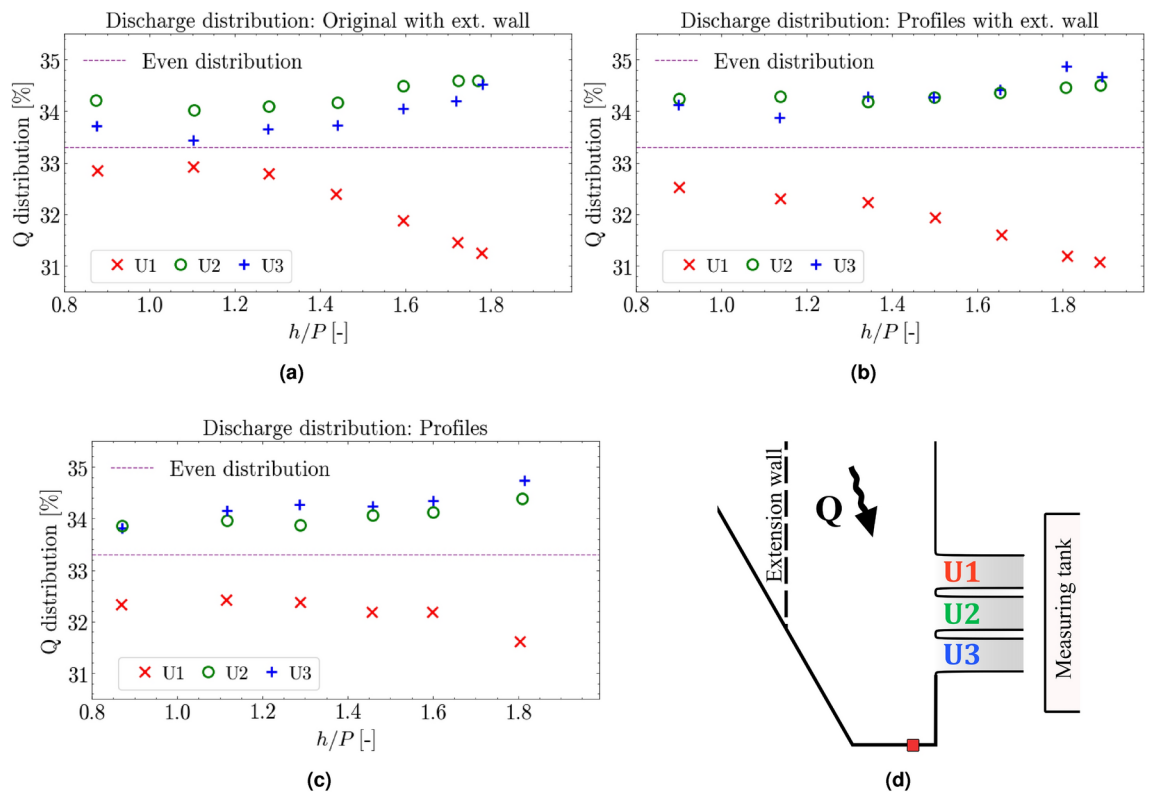 Discharge distribution: Original with ext. wall
Even distribution
Q distribution [%]
35
34
33
32
31
U1 U2 U3
0.8 1.0 1.2 1.4 1.6 1.8
h/P [-]
(a)
Discharge distribution: Profiles with ext. wall
Even distribution
Q distribution [%]
35
34
33
32
31
U1 U2 U3
0.8 1.0 1.2 1.4 1.6 1.8
h/P [-]
(b)
Discharge distribution: Profiles
Even distribution
Q distribution [%]
35
34
33
32
31
U1 U2 U3
0.8 1.0 1.2 1.4 1.6 1.8
h/P [-]
(c)
Extension wall
Q
U1
U2
U3
Measuring tank
(d)